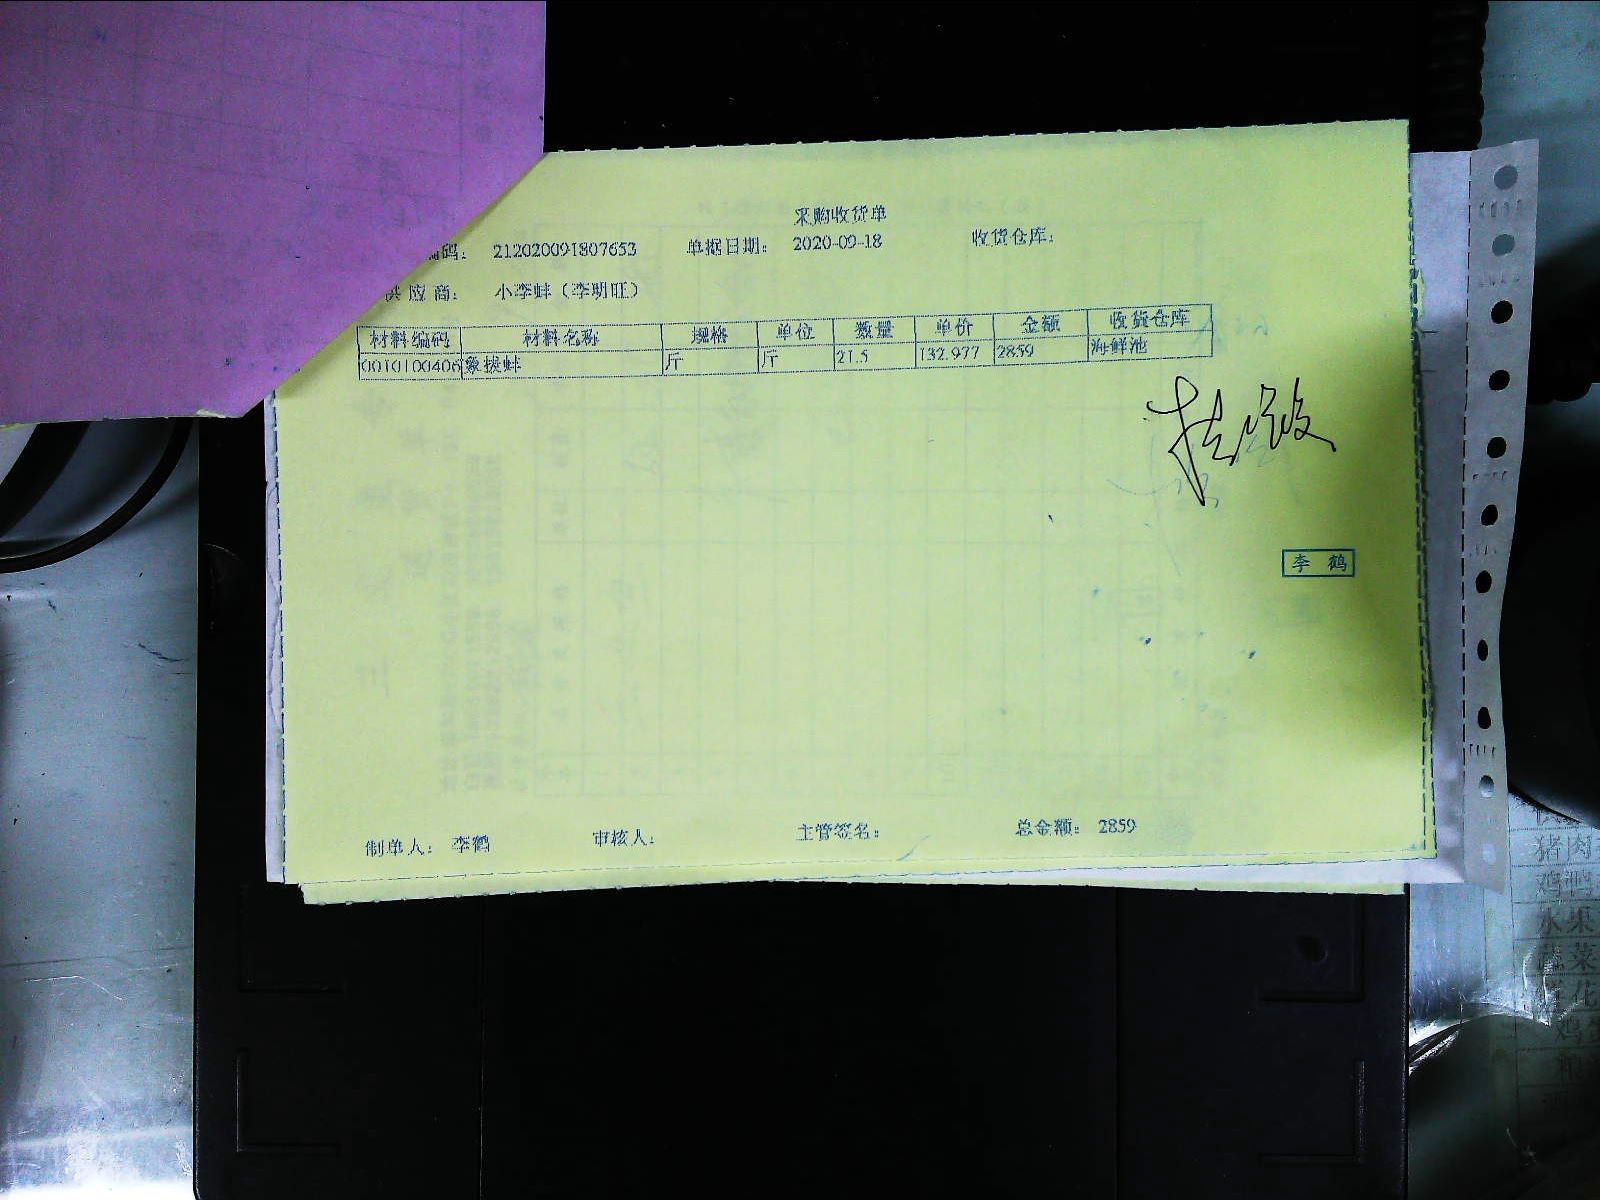 采购收货单
编码: 212020091807653 单据日期: 2020-09-18 收货仓库:
供应商: 小李蚌(李明旺)
材料编码 材料名称 规格 单位 数量 单价 金额 收货仓库
0010100406 象拔蚌 斤 斤 21.5 132.977 2859 海鲜池
李 鹤
制单人: 李鹤 审核人: 主管签名: 总金额: 2859
猪肉
水果